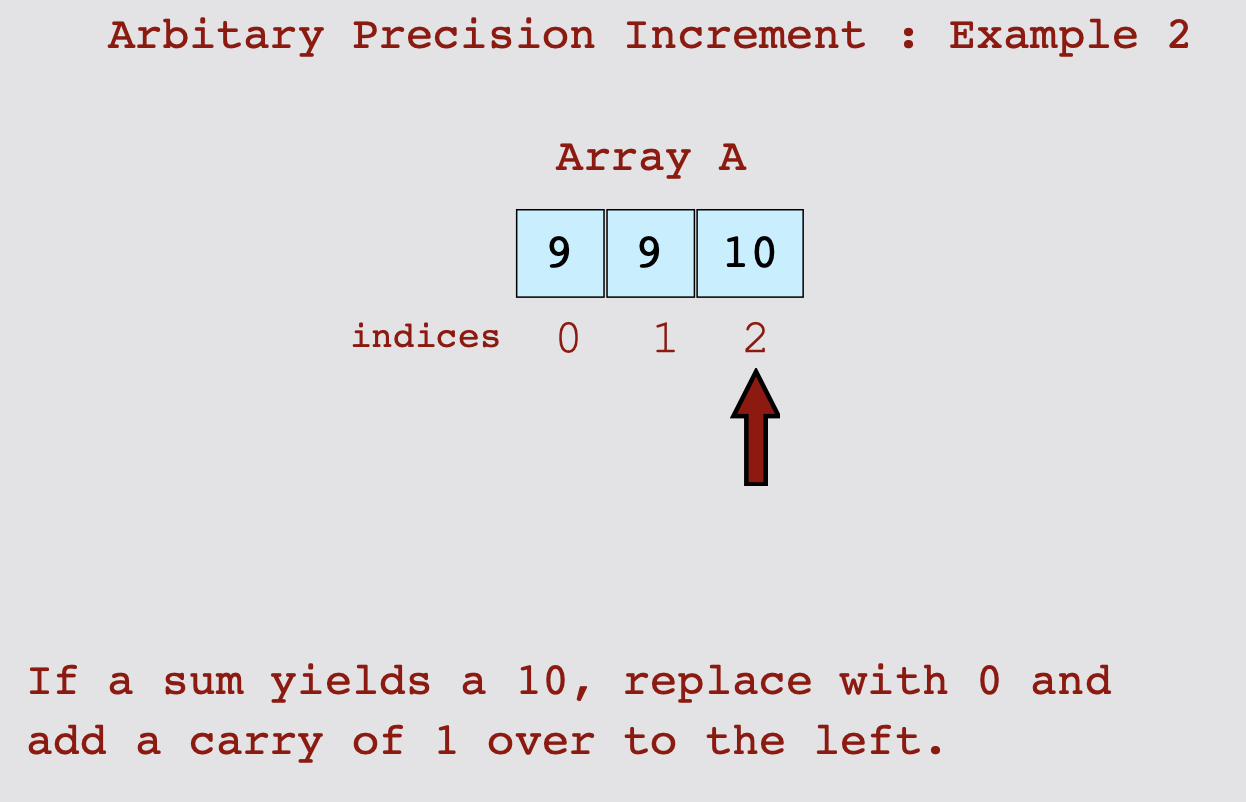 Arbitary Precision Increment : Example 2
Array A
9 9 10
indices 0 1 2
If a sum yields a 10, replace with 0 and
add a carry of 1 over to the left.